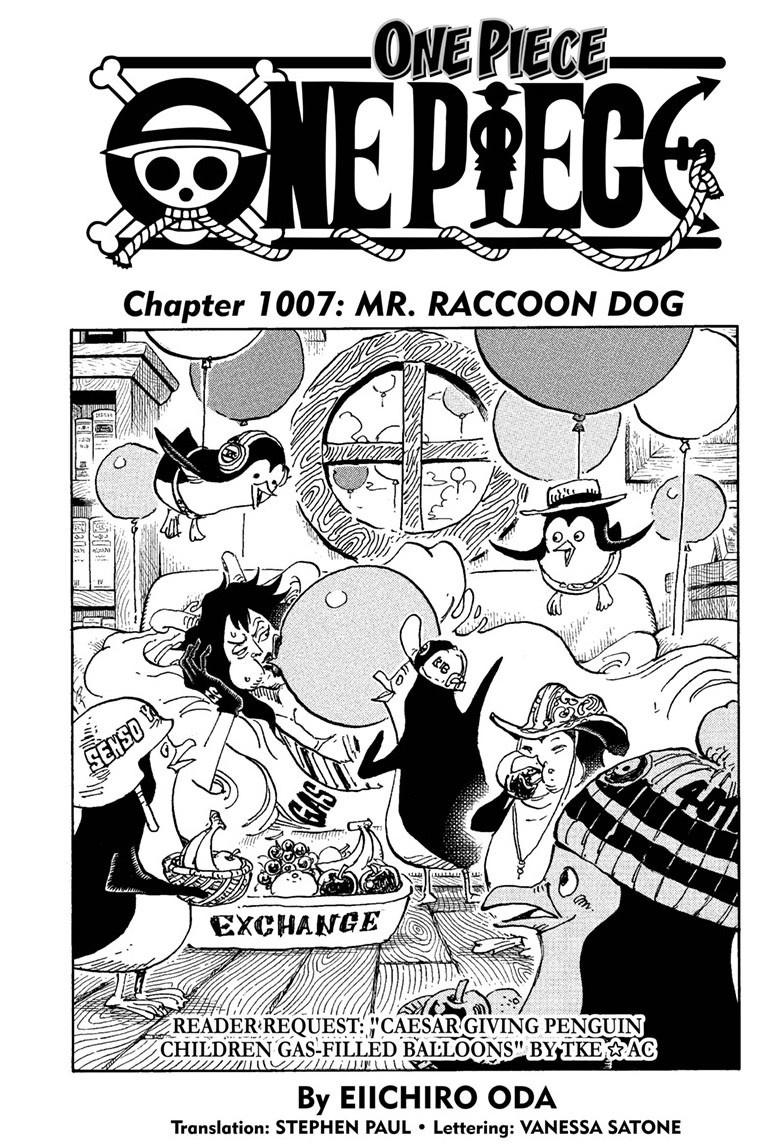 ONE PIECE
ONE PIECE
Chapter 1007: MR. RACCOON DOG
SENSO
GAS
EXCHANGE
READER REQUEST: "CAESAR GIVING PENGUIN
CHILDREN GAS-FILLED BALLOONS" BY TKE☆AC
By EIICHIRO ODA
Translation: STEPHEN PAUL • Lettering: VANESSA SATONE